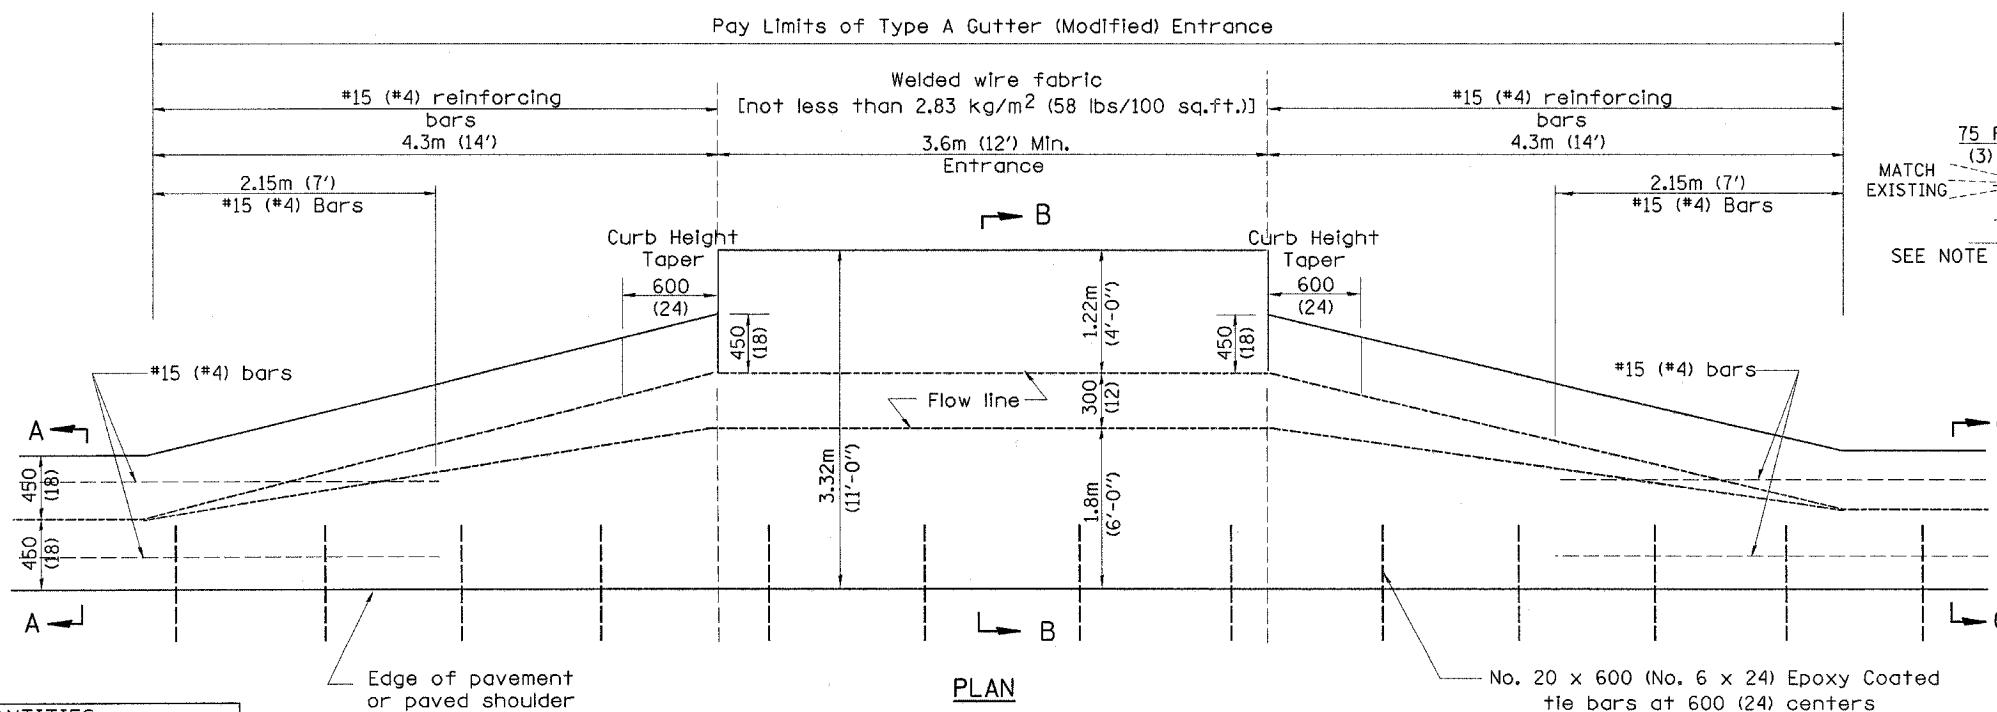 Pay Limits of Type A Gutter (Modified) Entrance
#15 (#4) reinforcing
bars
4.3m (14')
Welded wire fabric
[not less than 2.83 kg/m² (58 lbs/100 sq.ft.)]
3.6m (12') Min.
Entrance
#15 (#4) reinforcing
bars
4.3m (14')
2.15m (7')
#15 (#4) Bars
2.15m (7')
#15 (#4) Bars
75
(3)
MATCH
EXISTING
SEE NOTE
B
Curb Height
Taper
600
(24)
Curb Height
Taper
600
(24)
450
(18)
1.22m
(4'-0")
450
(18)
#15 (#4) bars
#15 (#4) bars
Flow line
300
(12)
A
450
(18)
3.32m
(11'-0")
1.8m
(6'-0")
450
(18)
A
B
Edge of pavement
or paved shoulder
PLAN
No. 20 x 600 (No. 6 x 24) Epoxy Coated
tie bars at 600 (24) centers